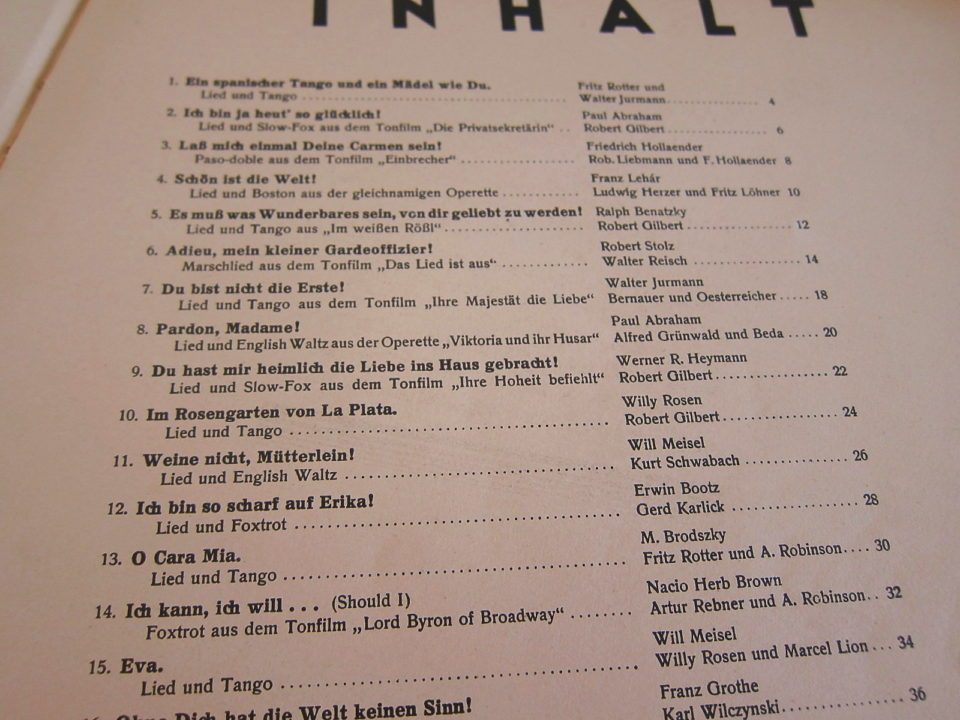 INHALT
1. Ein spanischer Tango und ein Mädel wie Du. Fritz Rotter und
Lied und Tango ........ Walter Jurmann ........ 4
2. Ich bin ja heut' so glücklich! Paul Abraham
Lied und Slow-Fox aus dem Tonfilm „Die Privatsekretärin“ .. Robert Gilbert ........ 6
3. Laß mich einmal Deine Carmen sein! Friedrich Hollaender
Paso-doble aus dem Tonfilm „Einbrecher“ ........ Rob. Liebmann und F. Hollaender 8
4. Schön ist die Welt! Franz Lehár
Lied und Boston aus der gleichnamigen Operette ........ Ludwig Herzer und Fritz Löhner 10
5. Es muß was Wunderbares sein, von dir geliebt zu werden! Ralph Benatzky
Lied und Tango aus „Im weißen Rößl“ ........ Robert Gilbert ........ 12
6. Adieu, mein kleiner Gardeoffizier! Robert Stolz
Marschlied aus dem Tonfilm „Das Lied ist aus“ ........ Walter Reisch ........ 14
7. Du bist nicht die Erste! Walter Jurmann
Lied und Tango aus dem Tonfilm „Ihre Majestät die Liebe“ Bernauer und Oesterreicher ..... 18
8. Pardon, Madame! Paul Abraham
Lied und English Waltz aus der Operette „Viktoria und ihr Husar“ Alfred Grünwald und Beda ..... 20
9. Du hast mir heimlich die Liebe ins Haus gebracht! Werner R. Heymann
Lied und Slow-Fox aus dem Tonfilm „Ihre Hoheit befiehlt“ Robert Gilbert ........ 22
10. Im Rosengarten von La Plata. Willy Rosen
Lied und Tango ........ Robert Gilbert ........ 24
11. Weine nicht, Mütterlein! Will Meisel
Lied und English Waltz ........ Kurt Schwabach ........ 26
12. Ich bin so scharf auf Erika! Erwin Bootz
Lied und Foxtrot ........ Gerd Karlick ........ 28
13. O Cara Mia. M. Brodszky
Lied und Tango ........ Fritz Rotter und A. Robinson .... 30
14. Ich kann, ich will ... (Should I) Nacio Herb Brown
Foxtrot aus dem Tonfilm „Lord Byron of Broadway“ ........ Artur Rebner und A. Robinson .. 32
15. Eva. Will Meisel
Lied und Tango ........ Willy Rosen und Marcel Lion ... 34
16. Ohne Dich hat die Welt keinen Sinn! Franz Grothe
Karl Wilczynski ........ 36